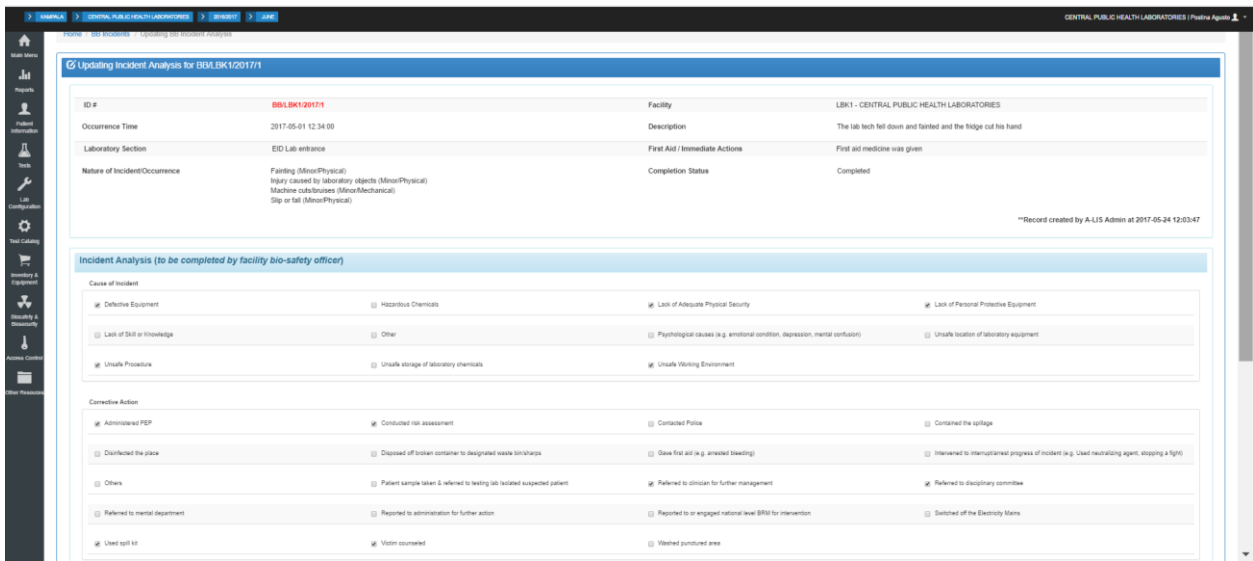 KAMPALA CENTRAL PUBLIC HEALTH LABORATORIES 2016/2017 JUNE
CENTRAL PUBLIC HEALTH LABORATORIES | Postina Agusto
Home / BB Incidents / Updating BB Incident Analysis
Main Menu
Reports
Patient Information
Tests
Lab Configuration
Test Catalog
Inventory & Equipment
Biosafety & Biosecurity
Access Control
Other Resources
Updating Incident Analysis for BB/LBK1/2017/1
ID # BB/LBK1/2017/1 Facility LBK1 - CENTRAL PUBLIC HEALTH LABORATORIES
Occurrence Time 2017-05-01 12:34:00 Description The lab tech fell down and fainted and the fridge cut his hand
Laboratory Section EID Lab entrance First Aid / Immediate Actions First aid medicine was given
Nature of Incident/Occurrence Fainting (Minor/Physical) Completion Status Completed
Injury caused by laboratory objects (Minor/Physical)
Machine cuts/bruises (Minor/Mechanical)
Slip or fall (Minor/Physical)
**Record created by A-LIS Admin at 2017-05-24 12:03:47
Incident Analysis (to be completed by facility bio-safety officer)
Cause of Incident
Defective Equipment Hazardous Chemicals Lack of Adequate Physical Security Lack of Personal Protective Equipment
Lack of Skill or Knowledge Other Psychological causes (e.g. emotional condition, depression, mental confusion) Unsafe location of laboratory equipment
Unsafe Procedure Unsafe storage of laboratory chemicals Unsafe Working Environment
Corrective Action
Administered PEP Conducted risk assessment Contacted Police Contained the spillage
Disinfected the place Disposed off broken container to designated waste bin/sharps Gave first aid (e.g. arrested bleeding) Intervened to interrupt/arrest progress of incident (e.g. Used neutralizing agent, stopping a fight)
Others Patient sample taken & referred to testing lab Isolated suspected patient Referred to clinician for further management Referred to disciplinary committee
Referred to mental department Reported to administration for further action Reported to or engaged national level BRM for intervention Switched off the Electricity Mains
Used spill kit Victim counseled Washed punctured area